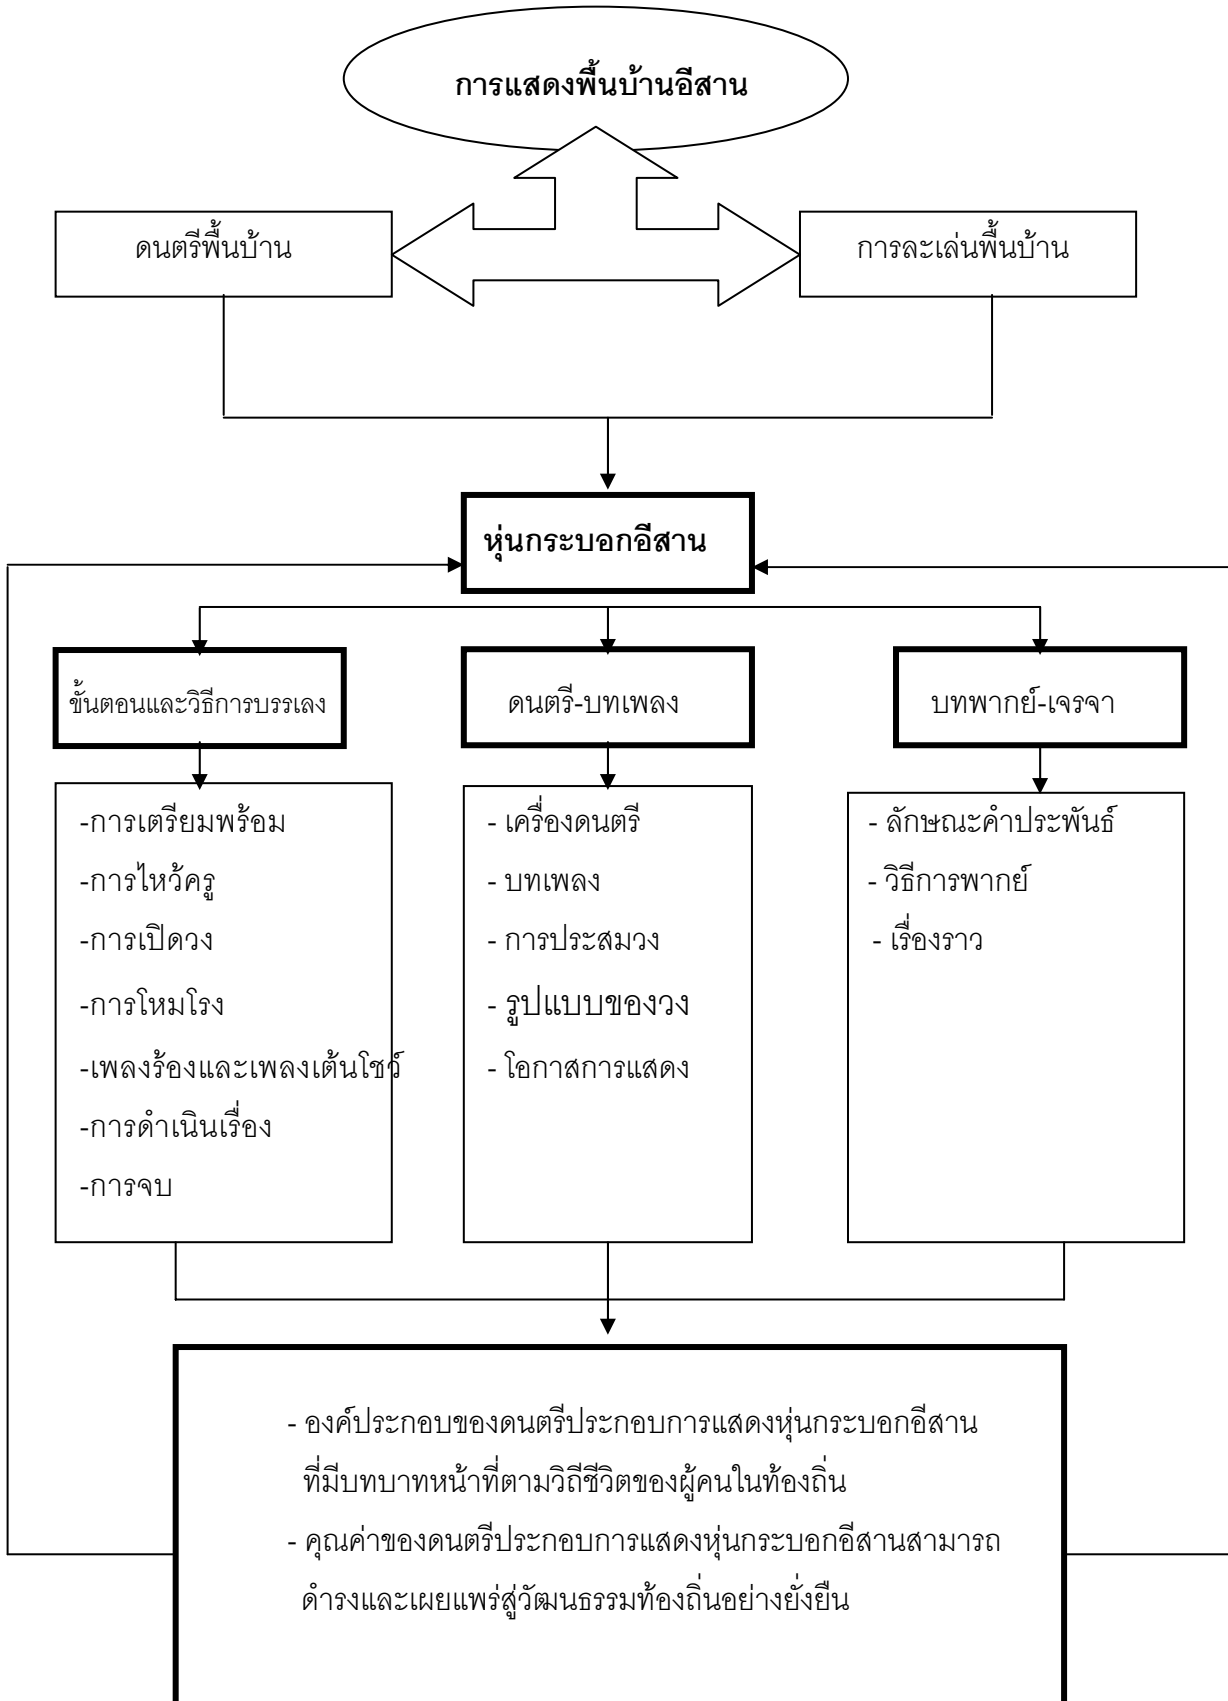 การแสดงพื้นบ้านอีสาน
ดนตรีพื้นบ้าน
การละเล่นพื้นบ้าน
หุ่นกระบอกอีสาน
ขั้นตอนและวิธีการบรรเลง
ดนตรี-บทเพลง
บทพากย์-เจรจา
-การเตรียมพร้อม
-การไหว้ครู
-การเปิดวง
-การโหมโรง
-เพลงร้องและเพลงเต้นโชว์
-การดำเนินเรื่อง
-การจบ
- เครื่องดนตรี
- บทเพลง
- การประสมวง
- รูปแบบของวง
- โอกาสการแสดง
- ลักษณะคำประพันธ์
- วิธีการพากย์
- เรื่องราว
- องค์ประกอบของดนตรีประกอบการแสดงหุ่นกระบอกอีสาน
ที่มีบทบาทหน้าที่ตามวิถีชีวิตของผู้คนในท้องถิ่น
- คุณค่าของดนตรีประกอบการแสดงหุ่นกระบอกอีสานสามารถ
ดำรงและเผยแพร่สู่วัฒนธรรมท้องถิ่นอย่างยั่งยืน